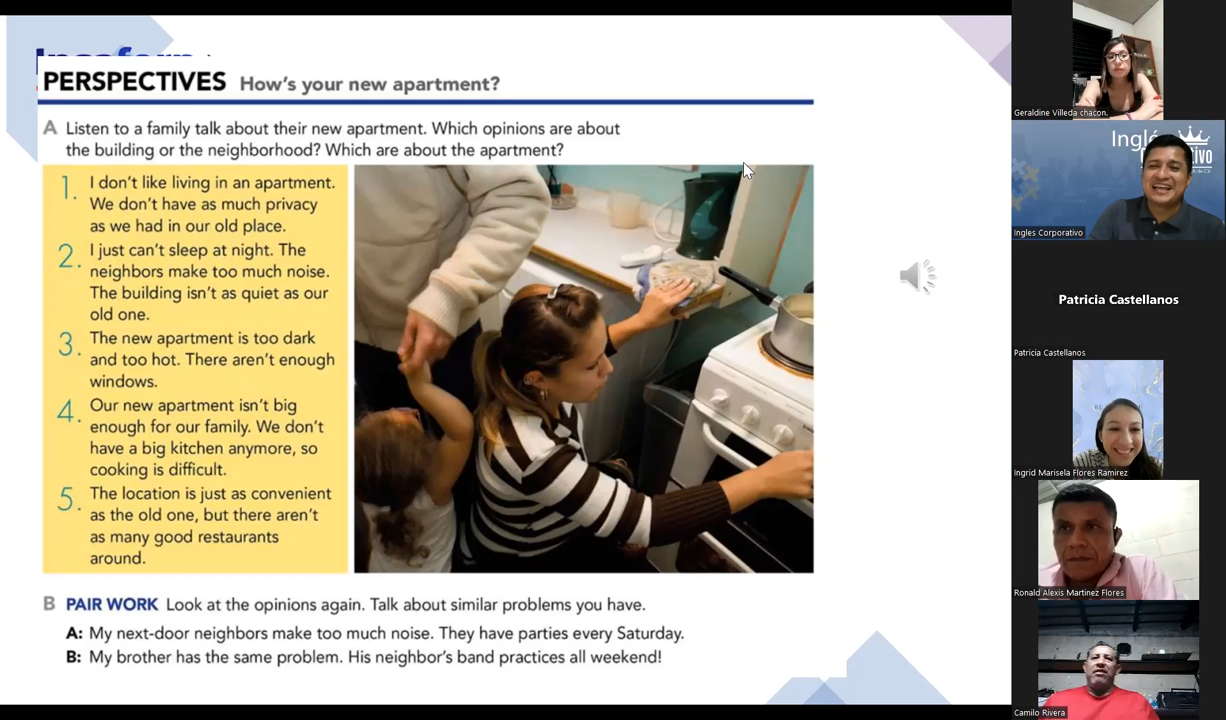 PERSPECTIVES How's your new apartment?
A Listen to a family talk about their new apartment. Which opinions are about
the building or the neighborhood? Which are about the apartment?
1. I don't like living in an apartment.
We don't have as much privacy
as we had in our old place.
2. I just can't sleep at night. The
neighbors make too much noise.
The building isn't as quiet as our
old one.
3. The new apartment is too dark
and too hot. There aren't enough
windows.
4. Our new apartment isn't big
enough for our family. We don't
have a big kitchen anymore, so
cooking is difficult.
5. The location is just as convenient
as the old one, but there aren't
as many good restaurants
around.
B PAIR WORK Look at the opinions again. Talk about similar problems you have.
A: My next-door neighbors make too much noise. They have parties every Saturday.
B: My brother has the same problem. His neighbor's band practices all weekend!
Geraldine Villeda chacon.
Ingles Corporativo
Patricia Castellanos
Patricia Castellanos
Ingrid Marisela Flores Ramirez
Ronald Alexis Martinez Flores
Camilo Rivera